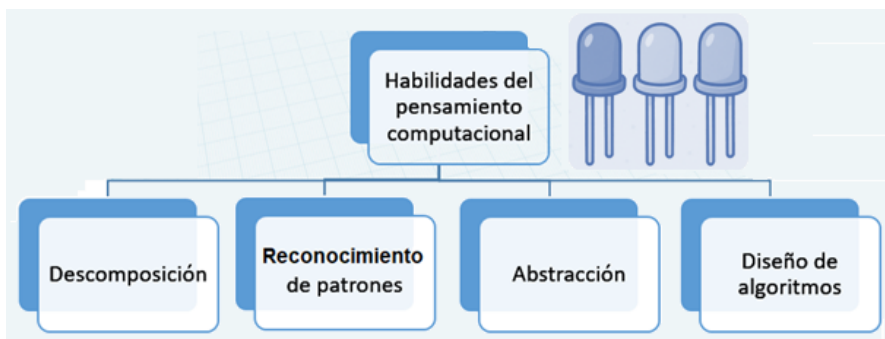 Habilidades del
pensamiento
computacional
Descomposición
Reconocimiento
de patrones
Abstracción
Diseño de
algoritmos